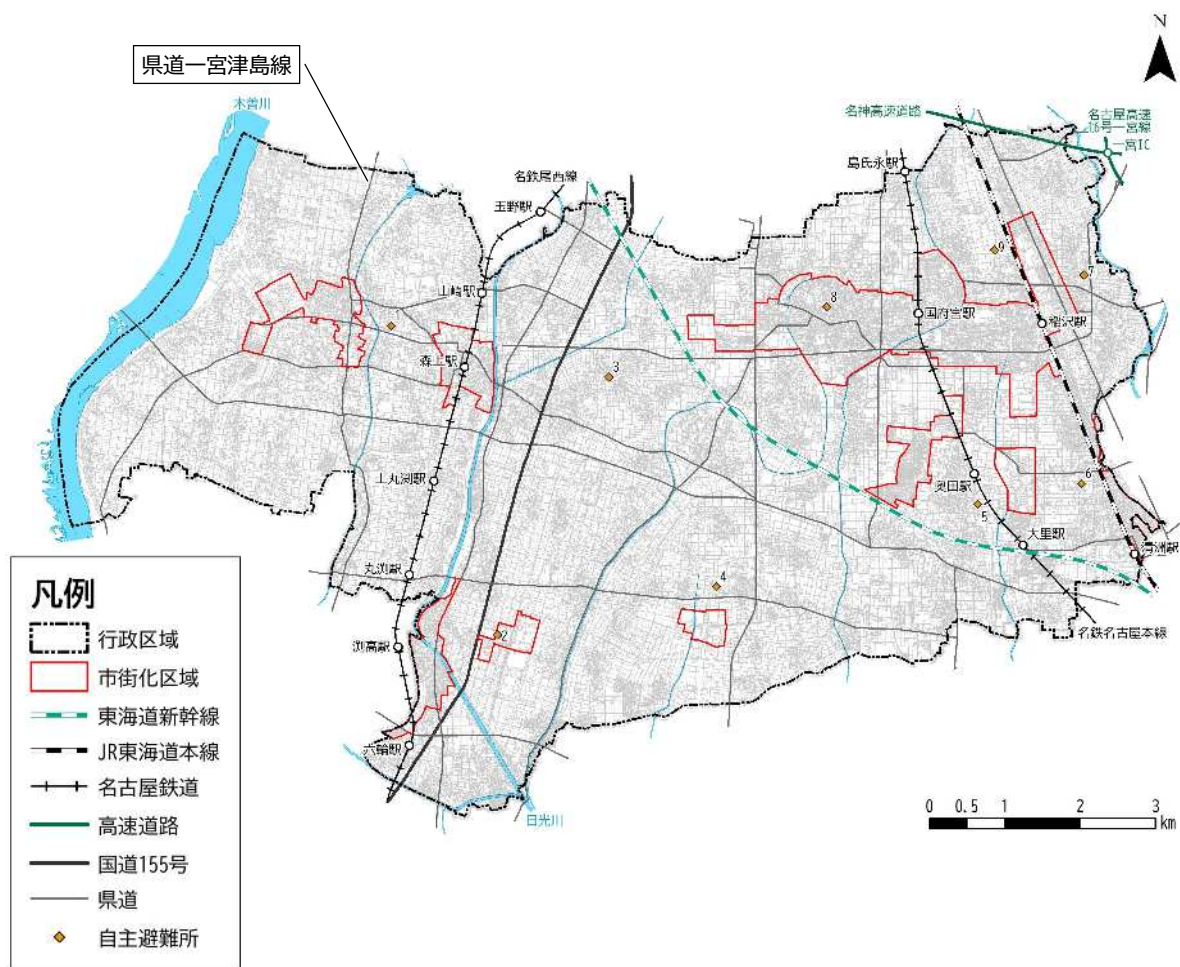 県道一宮津島線
N
木曽川
名神高速道路
名古屋高速
16号一宮線
一宮IC
島氏永駅
名鉄尾西線
玉野駅
9
7
山崎駅
8
国府宮駅
稲沢駅
森上駅
3
上丸渕駅
奥田駅
6
5
大里駅
清洲駅
丸渕駅
4
2
渕高駅
名鉄名古屋本線
六輪駅
日光川
0 0.5 1 2 3
km
凡例
行政区域
市街化区域
東海道新幹線
JR東海道本線
名古屋鉄道
高速道路
国道155号
県道
自主避難所